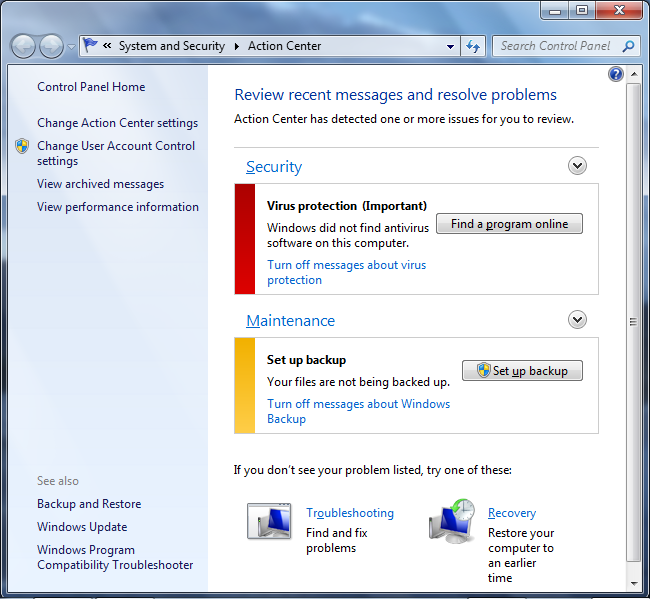 « System and Security ▸ Action Center
Search Control Panel
Control Panel Home
Change Action Center settings
Change User Account Control
settings
View archived messages
View performance information
See also
Backup and Restore
Windows Update
Windows Program
Compatibility Troubleshooter
Review recent messages and resolve problems
Action Center has detected one or more issues for you to review.
Security
Virus protection (Important)
Windows did not find antivirus
software on this computer.
Find a program online
Turn off messages about virus
protection
Maintenance
Set up backup
Your files are not being backed up.
Set up backup
Turn off messages about Windows
Backup
If you don't see your problem listed, try one of these:
Troubleshooting
Find and fix
problems
Recovery
Restore your
computer to
an earlier
time